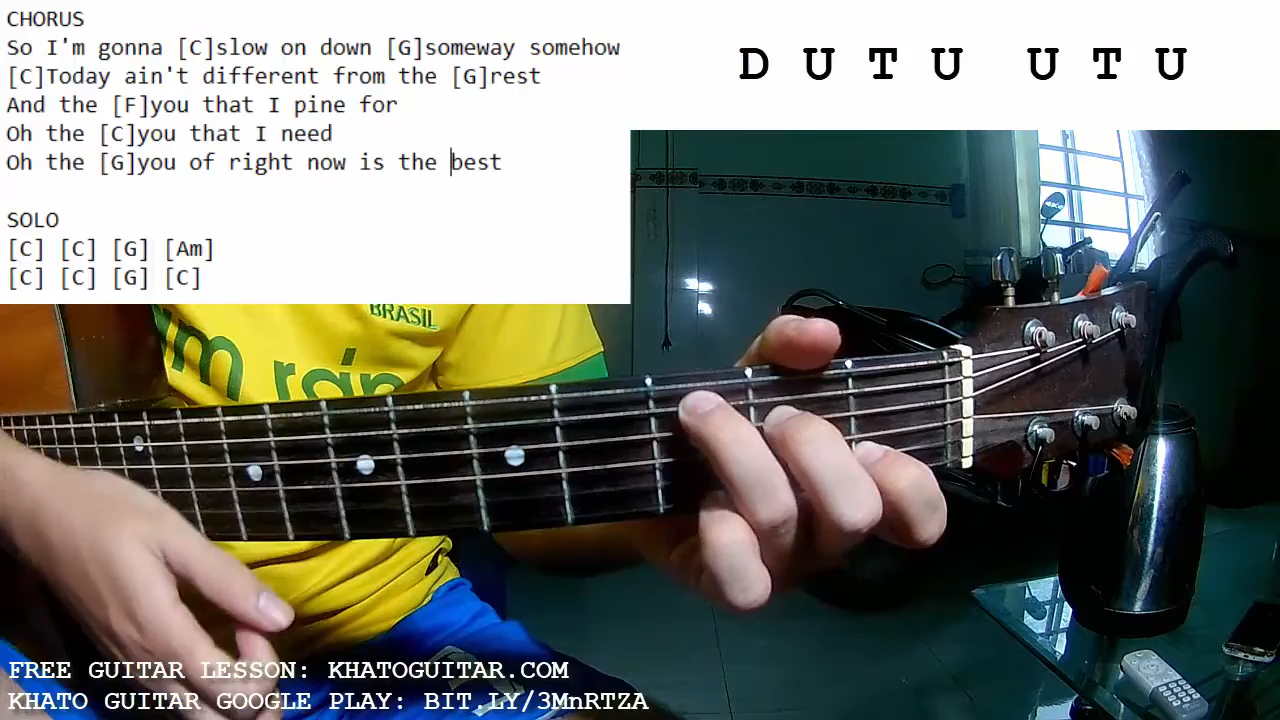 CHORUS
So I'm gonna [C]slow on down [G]someway somehow
[C]Today ain't different from the [G]rest
And the [F]you that I pine for
Oh the [C]you that I need
Oh the [G]you of right now is the best
SOLO
[C] [C] [G] [Am]
[C] [C] [G] [C]
D U T U U T U
BRASIL
FREE GUITAR LESSON: KHATOGUITAR.COM
KHATO GUITAR GOOGLE PLAY: BIT.LY/3MnRTZA